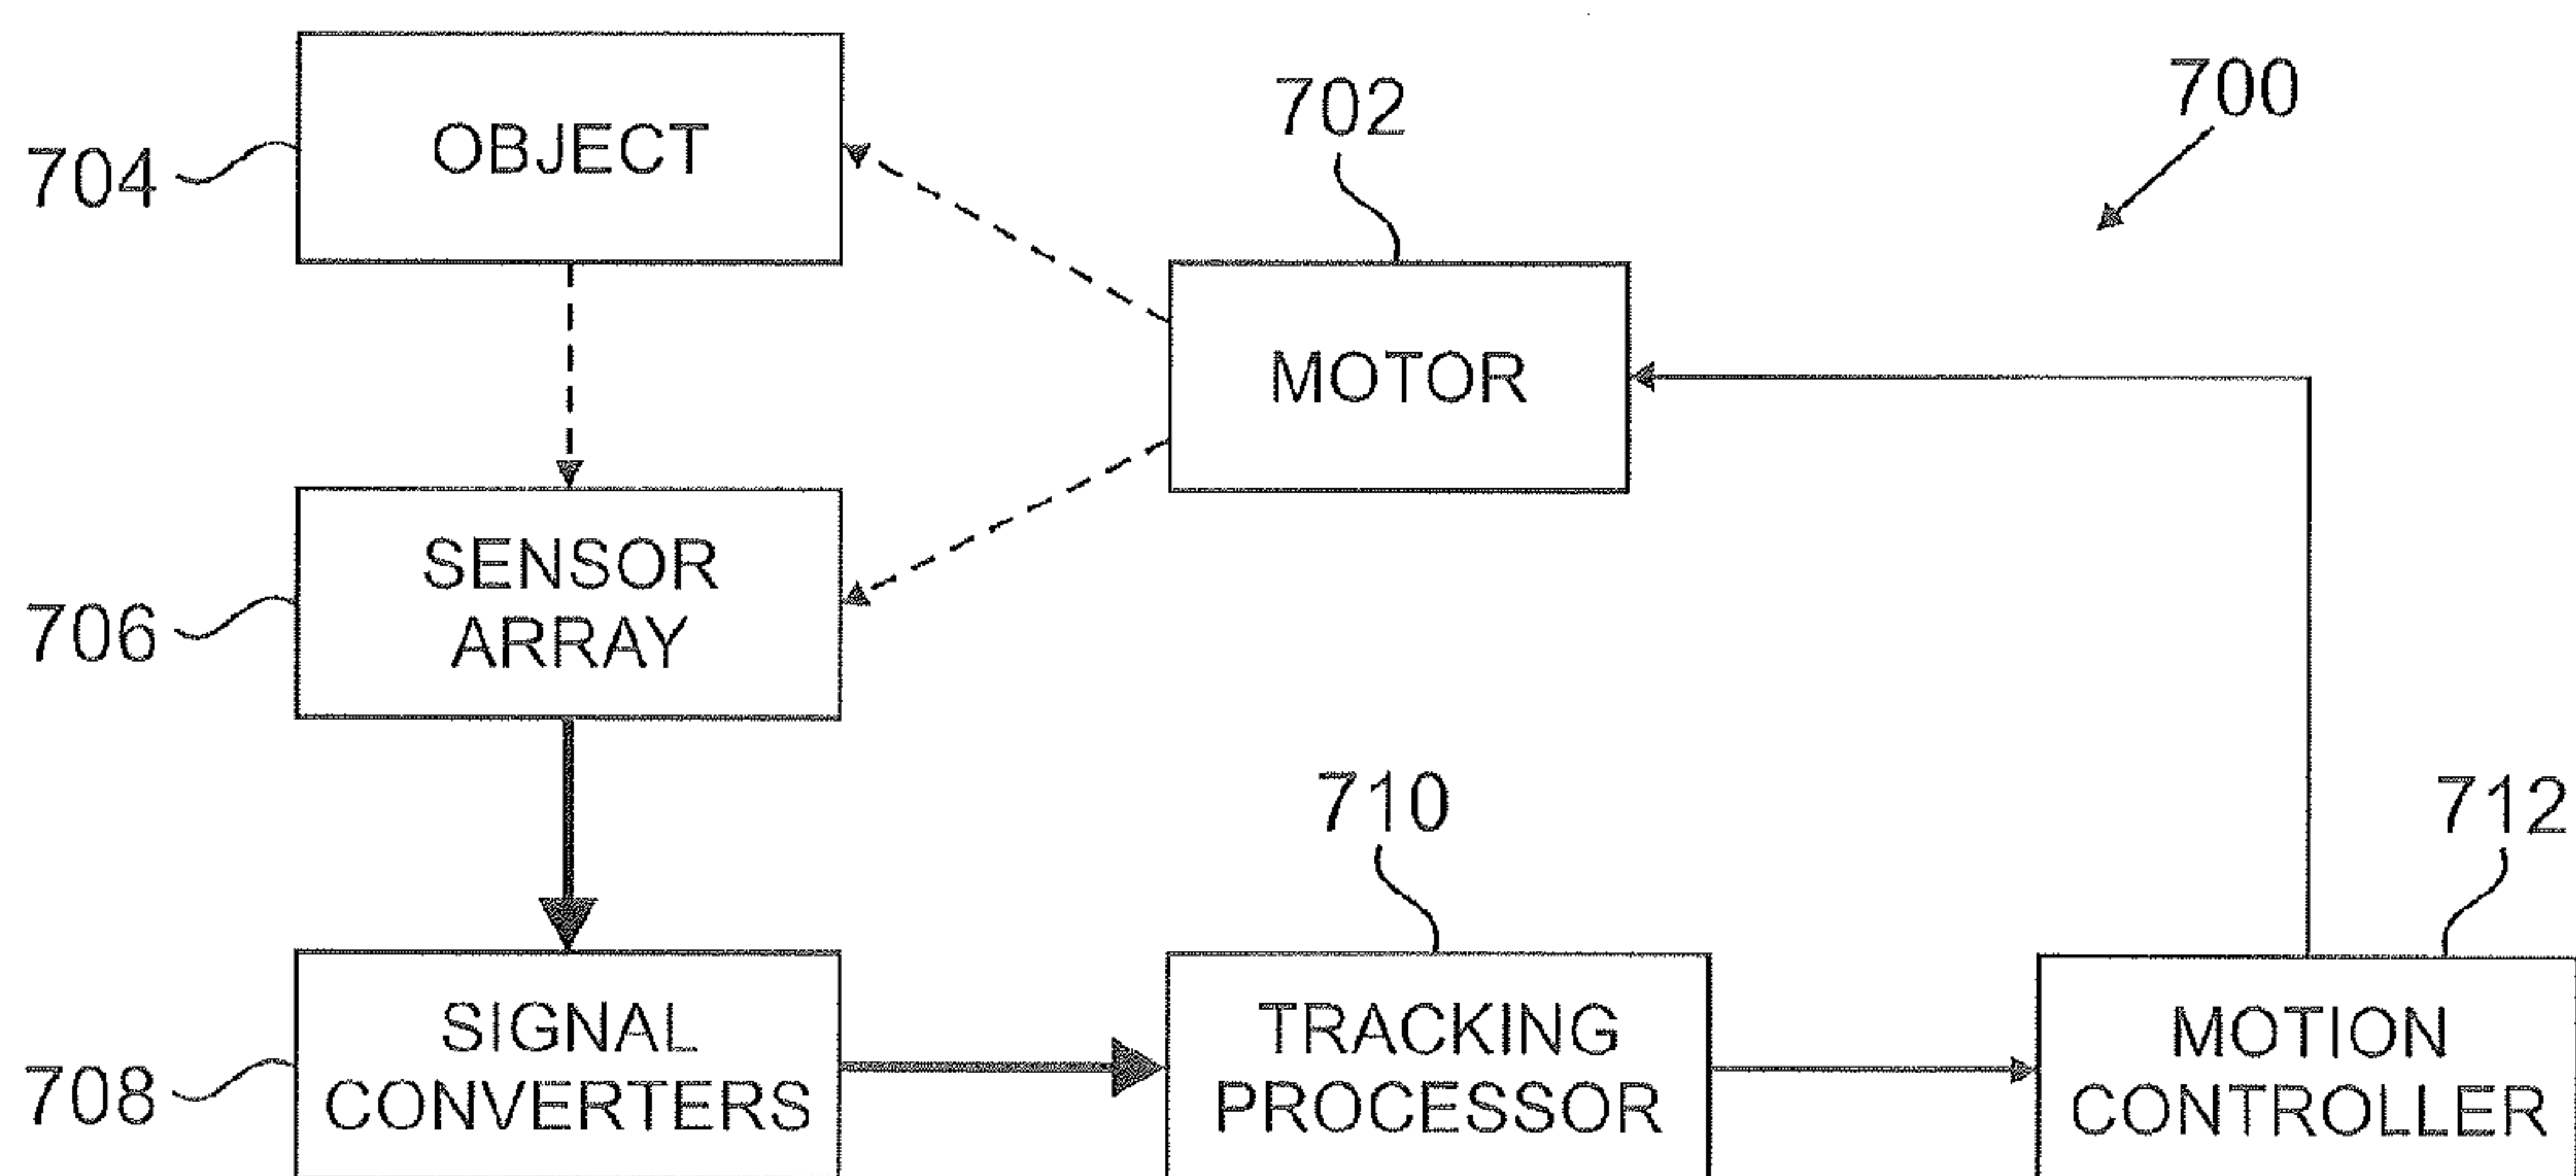 700
702
OBJECT
704
MOTOR
SENSOR
ARRAY
706
710
712
SIGNAL
CONVERTERS
708
TRACKING
PROCESSOR
MOTION
CONTROLLER